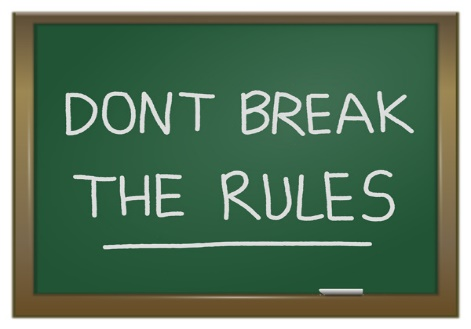 DONT BREAK
THE RULES